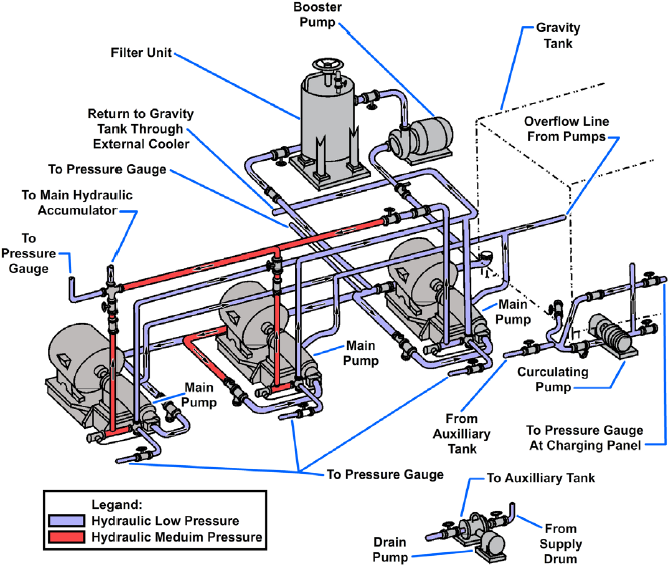 Booster
Pump
Gravity
Tank
Filter Unit
Return to Gravity
Tank Through
External Cooler
Overflow Line
From Pumps
To Pressure Gauge
To Main Hydraulic
Accumulator
To
Pressure
Gauge
Main
Pump
Main
Pump
Main
Pump
Curculating
Pump
From
Auxilliary
Tank
To Pressure Gauge
At Charging Panel
To Pressure Gauge
Legand:
Hydraulic Low Pressure
Hydraulic Meduim Pressure
To Auxilliary Tank
Drain
Pump
From
Supply
Drum